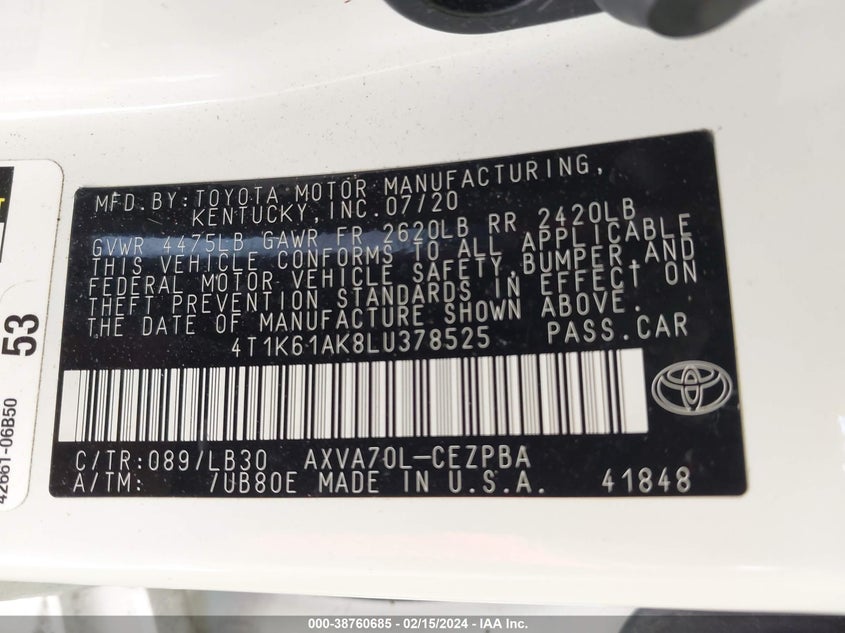 MFD.BY:TOYOTA MOTOR MANUFACTURING,
KENTUCKY,INC.07/20
GVWR 4475LB GAWR FR 2620LB RR 2420LB
THIS VEHICLE CONFORMS TO ALL APPLICABLE
FEDERAL MOTOR VEHICLE SAFETY,BUMPER,AND
THEFT PREVENTION STANDARDS IN EFFECT ON
THE DATE OF MANUFACTURE SHOWN ABOVE.
4T1K61AK8LU378525 PASS.CAR
C/TR:089/LB30 AXVA70L-CEZPBA
A/TM: /UB80E MADE IN U.S.A. 41848
53
42661-06B50
000-38760685 - 02/15/2024 - IAA Inc.